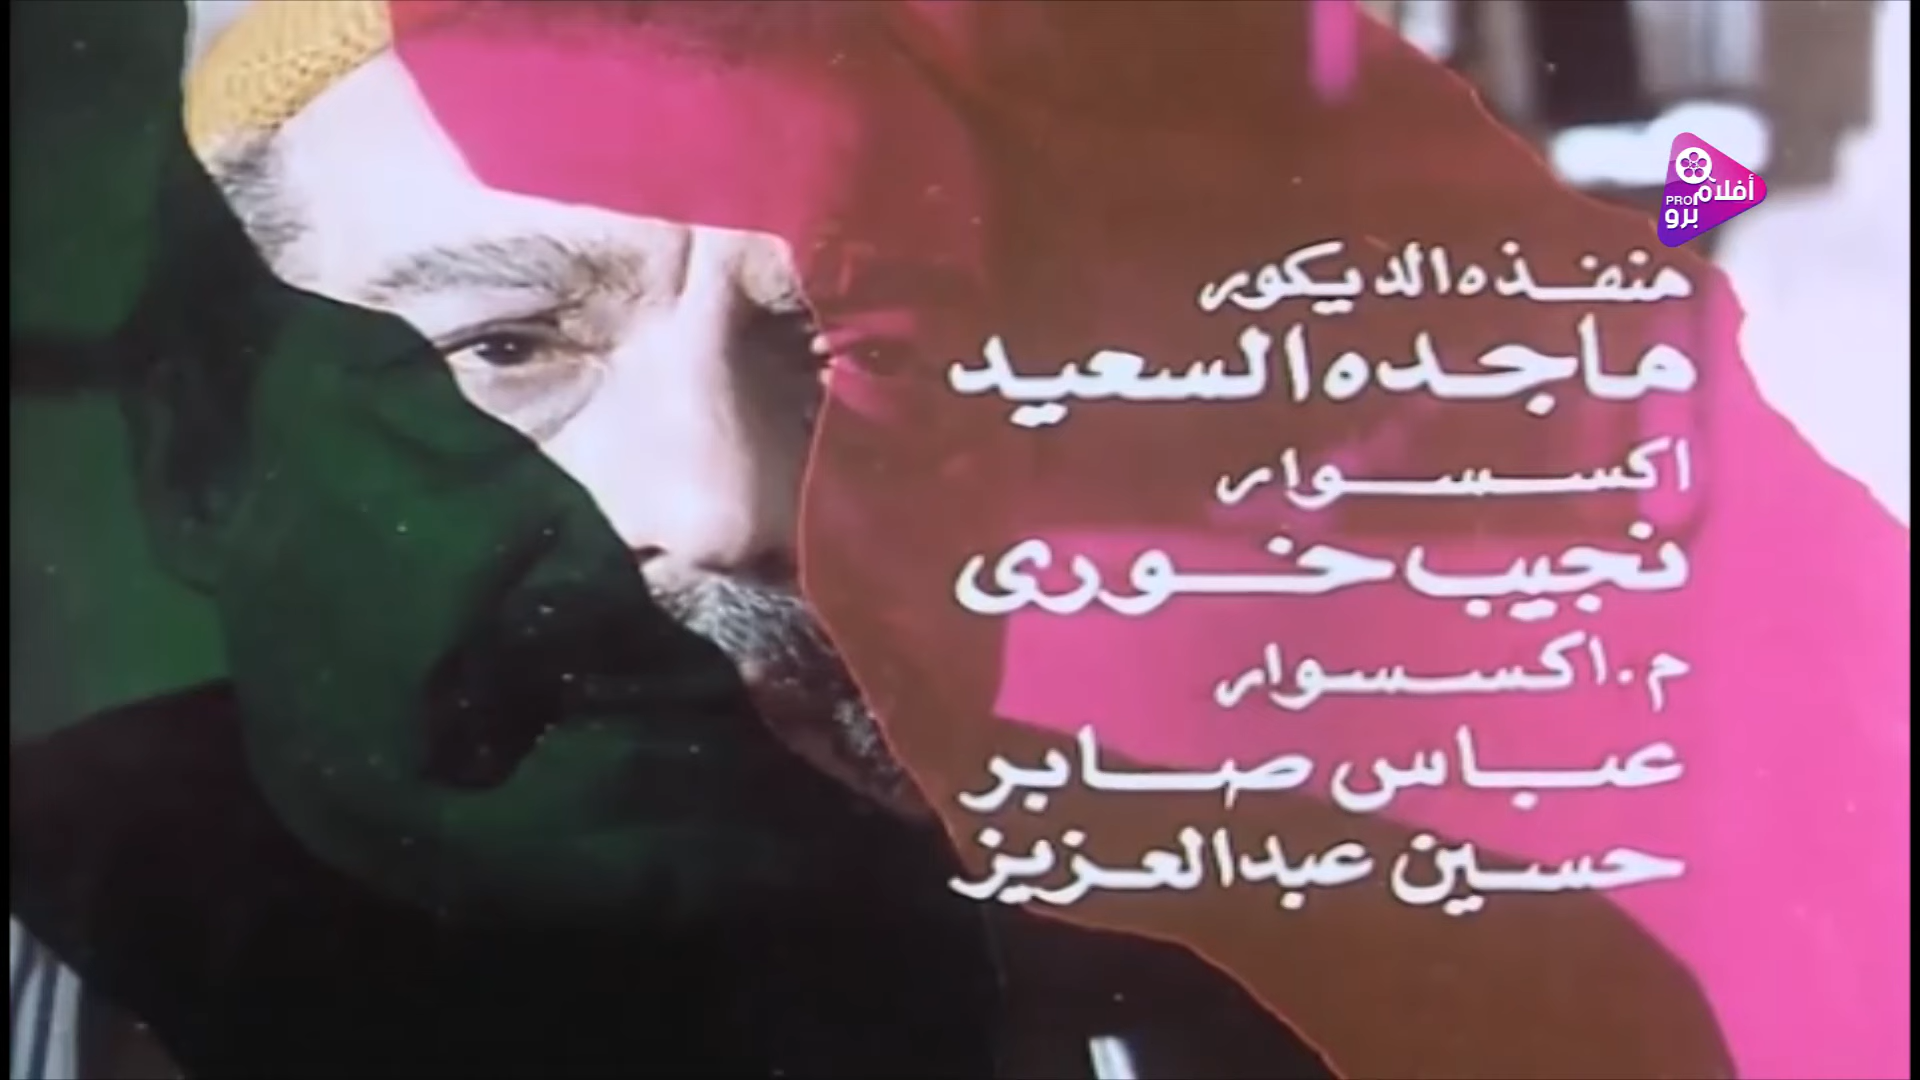 أفلام
PRO برو
منفذه الديكور
ماجده السعيد
اكسسوار
نجيب خورى
م.اكسسوار
عباس صابر
حسين عبدالعزيز